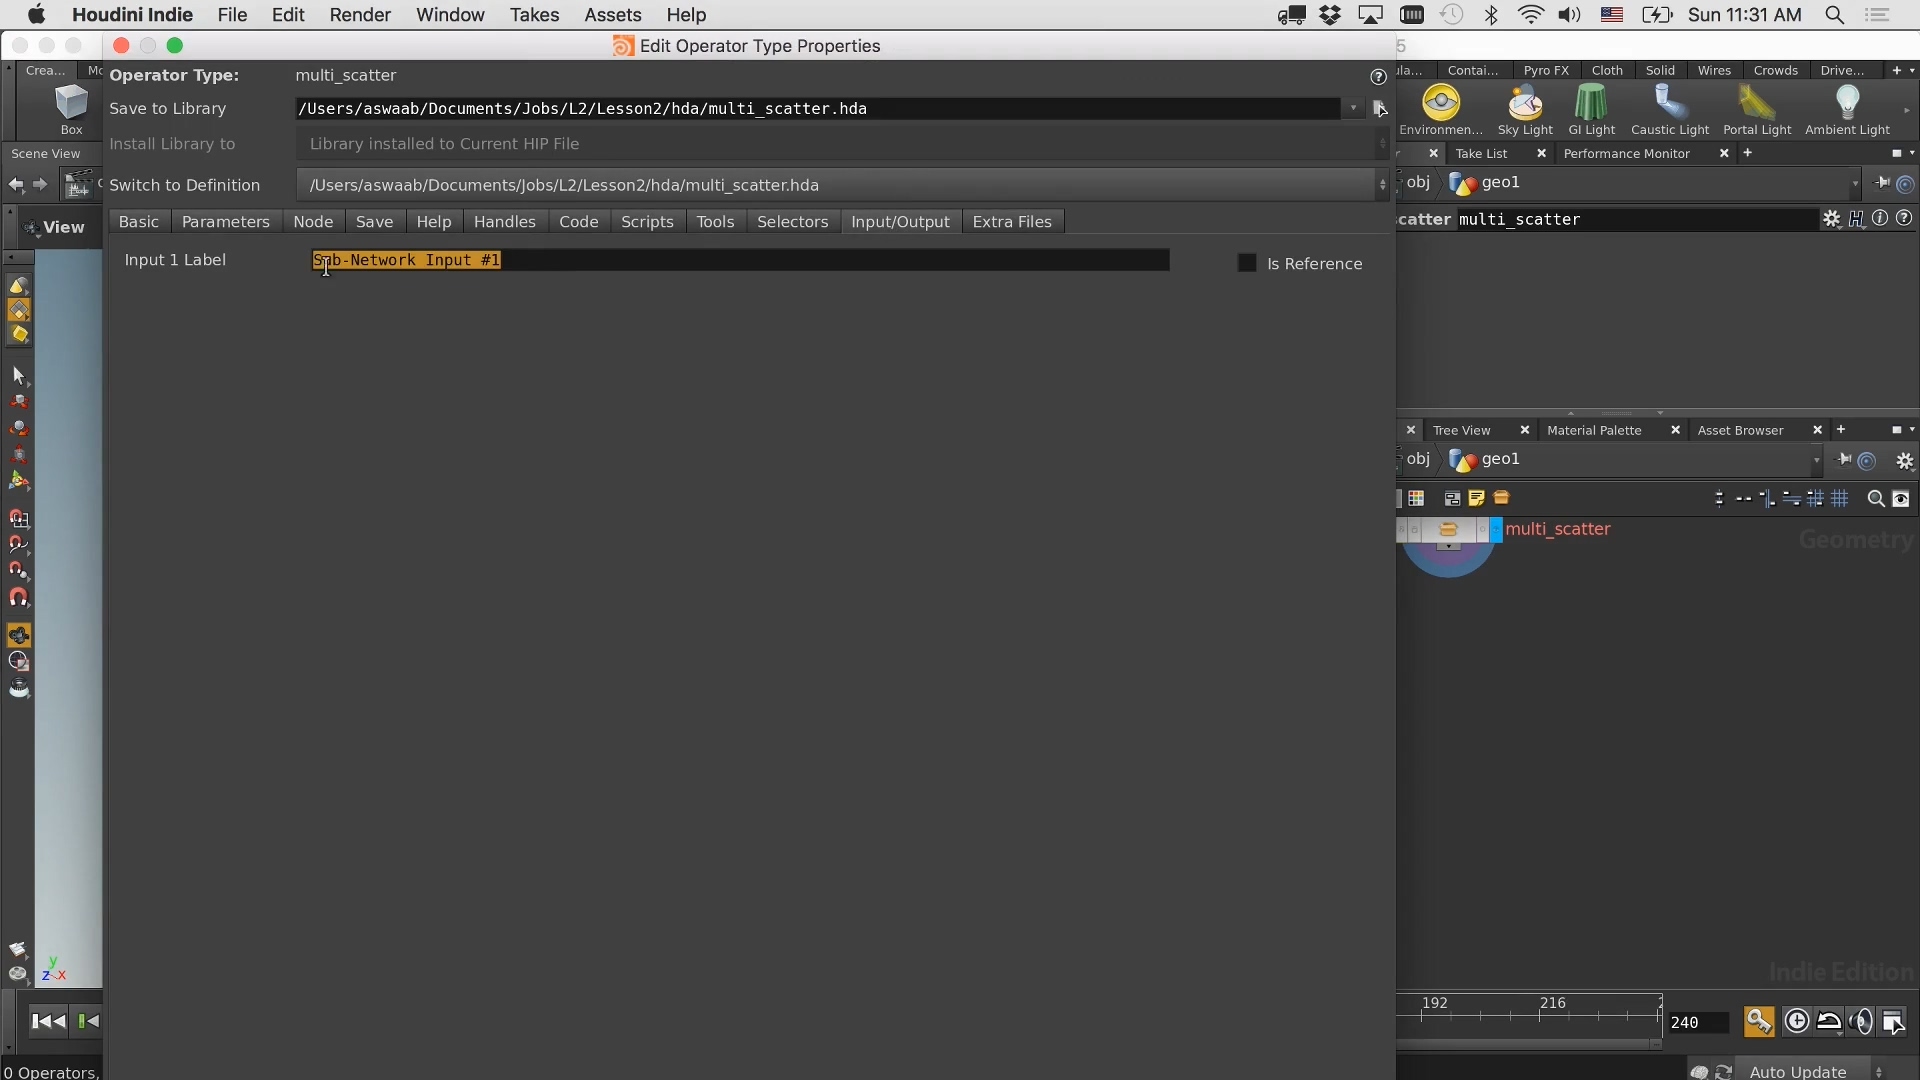 Houdini Indie File Edit Render Window Takes Assets Help Sun 11:31 AM
Edit Operator Type Properties
5
Operator Type: multi_scatter
Save to Library /Users/aswaab/Documents/Jobs/L2/Lesson2/hda/multi_scatter.hda
Install Library to Library installed to Current HIP File
Switch to Definition /Users/aswaab/Documents/Jobs/L2/Lesson2/hda/multi_scatter.hda
Basic Parameters Node Save Help Handles Code Scripts Tools Selectors Input/Output Extra Files
Input 1 Label Sub-Network Input #1 Is Reference
Crea...
Box
Scene View
View
z x
y
0 Operators,
Contai... Pyro FX Cloth Solid Wires Crowds Drive...
Environmen... Sky Light GI Light Caustic Light Portal Light Ambient Light
Take List Performance Monitor
obj geo1
catter multi_scatter
Tree View Material Palette Asset Browser
obj geo1
multi_scatter
Geometry
Indie Edition
192 216
240
Auto Update